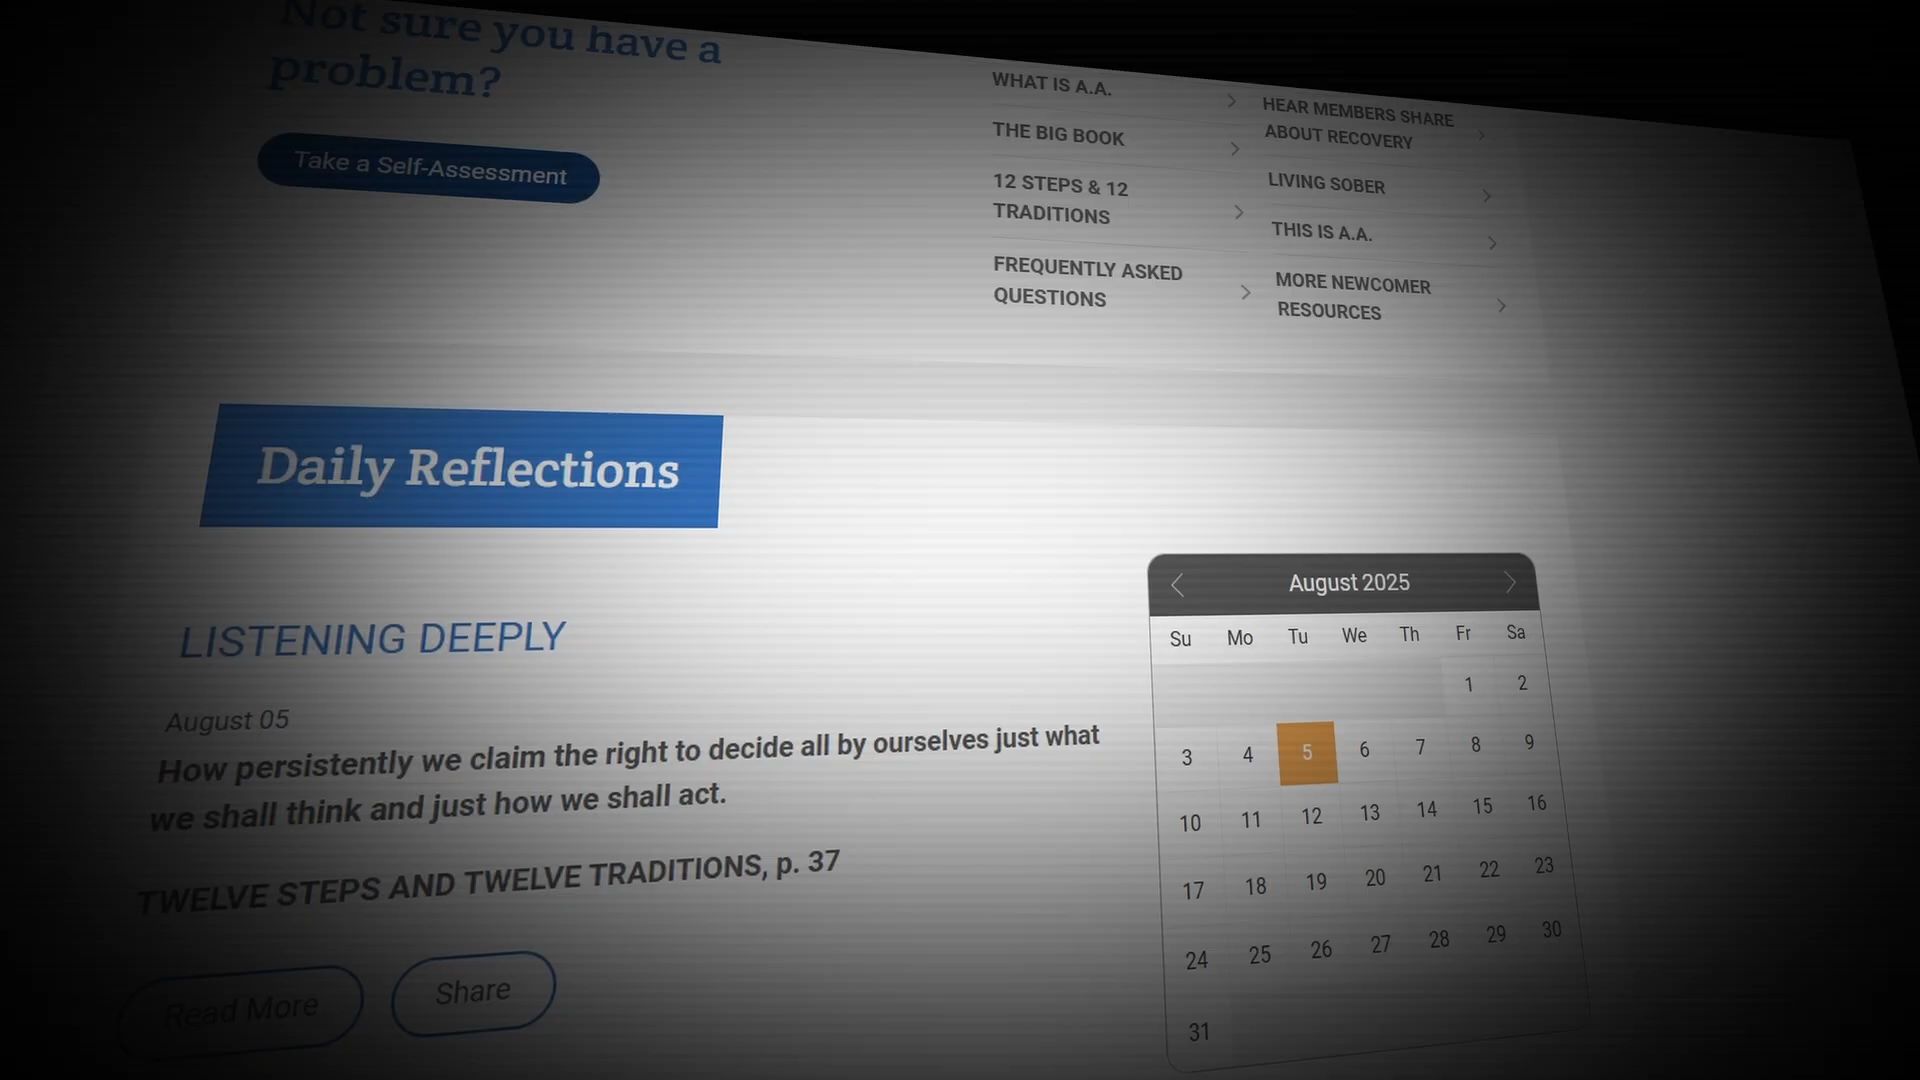 Not sure you have a
problem?
Take a Self-Assessment
WHAT IS A.A.
THE BIG BOOK
12 STEPS & 12
TRADITIONS
FREQUENTLY ASKED
QUESTIONS
HEAR MEMBERS SHARE
ABOUT RECOVERY
LIVING SOBER
THIS IS A.A.
MORE NEWCOMER
RESOURCES
Daily Reflections
LISTENING DEEPLY
August 05
How persistently we claim the right to decide all by ourselves just what
we shall think and just how we shall act.
TWELVE STEPS AND TWELVE TRADITIONS, p. 37
Read More
Share
August 2025
Su Mo Tu We Th Fr Sa
1 2
3 4 5 6 7 8 9
10 11 12 13 14 15 16
17 18 19 20 21 22 23
24 25 26 27 28 29 30
31